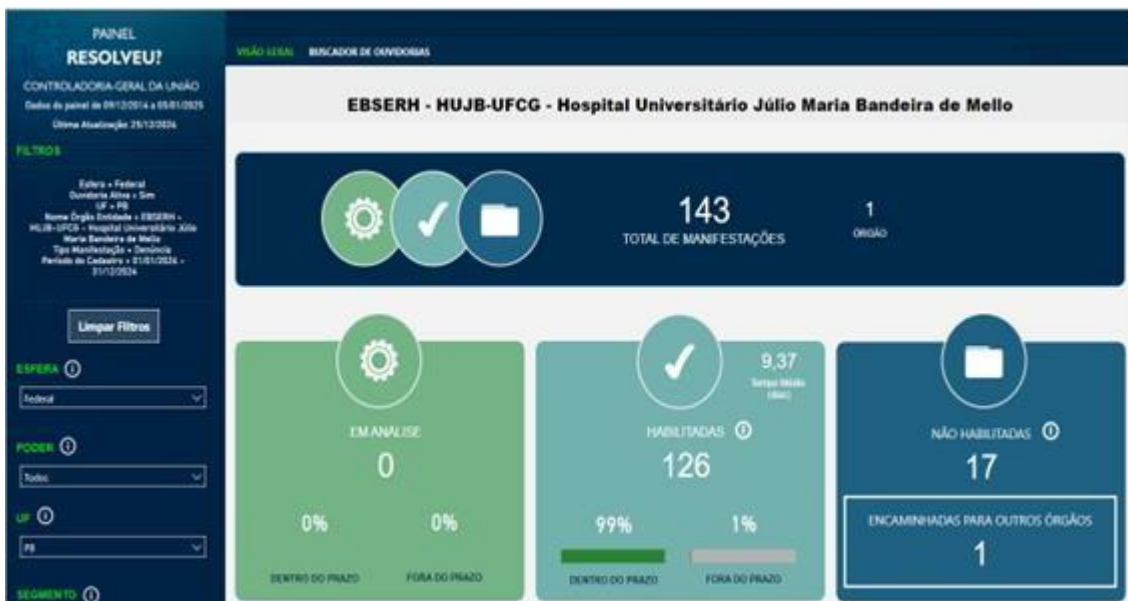 PAINEL
RESOLVEU?
CONTROLADORIA-GERAL DA UNIÃO
Dados do painel de 09/12/2014 a 05/01/2025
Última Atualização: 25/12/2024
FILTROS
Esfera = Federal
Ouvidoria Ativa = Sim
UF = PB
Nome Órgão Entidade = EBSERH -
HUJB-UFCG - Hospital Universitário Júlio
Maria Bandeira de Mello
Tipo Manifestação = Denúncia
Período do Cadastro = 01/01/2024 -
31/12/2024
Limpar Filtros
ESFERA
Federal
PODER
Todos
UF
PB
SEGMENTO
VISÃO GERAL BUSCADOR DE OUVIDORIAS
EBSERH - HUJB-UFCG - Hospital Universitário Júlio Maria Bandeira de Mello
143
TOTAL DE MANIFESTAÇÕES
1
ÓRGÃO
EM ANÁLISE
0
0% 0%
DENTRO DO PRAZO FORA DO PRAZO
9,37
Tempo Médio
(dias)
HABILITADAS
126
99% 1%
DENTRO DO PRAZO FORA DO PRAZO
NÃO HABILITADAS
17
ENCAMINHADAS PARA OUTROS ÓRGÃOS
1